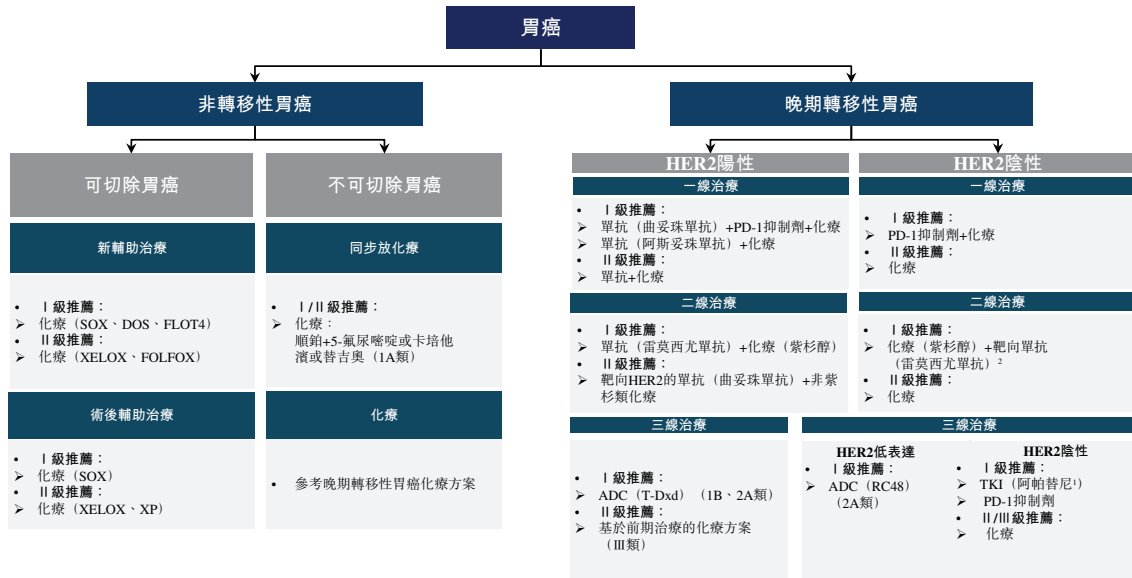 胃癌
非轉移性胃癌
晚期轉移性胃癌
可切除胃癌
不可切除胃癌
HER2陽性
HER2陰性
新輔助治療
• Ⅰ級推薦：
➢ 化療（SOX、DOS、FLOT4）
• Ⅱ級推薦：
➢ 化療（XELOX、FOLFOX）
術後輔助治療
• Ⅰ級推薦：
➢ 化療（SOX）
• Ⅱ級推薦：
➢ 化療（XELOX、XP）
同步放化療
• Ⅰ/Ⅱ級推薦：
➢ 化療：
順鉑+5-氟尿嘧啶或卡培他
濱或替吉奧（1A類）
化療
• 參考晚期轉移性胃癌化療方案
一線治療
• Ⅰ級推薦：
➢ 單抗（曲妥珠單抗）+PD-1抑制劑+化療
➢ 單抗（阿斯妥珠單抗）+化療
• Ⅱ級推薦：
➢ 單抗+化療
二線治療
• Ⅰ級推薦：
➢ 單抗（雷莫西尤單抗）+化療（紫杉醇）
• Ⅱ級推薦：
➢ 靶向HER2的單抗（曲妥珠單抗）+非紫
杉類化療
三線治療
• Ⅰ級推薦：
➢ ADC（T-Dxd）（1B、2A類）
• Ⅱ級推薦：
➢ 基於前期治療的化療方案
（Ⅲ類）
一線治療
• Ⅰ級推薦：
➢ PD-1抑制劑+化療
• Ⅱ級推薦：
➢ 化療
二線治療
• Ⅰ級推薦：
➢ 化療（紫杉醇）+靶向單抗
（雷莫西尤單抗）²
• Ⅱ級推薦：
➢ 化療
三線治療
HER2低表達
• Ⅰ級推薦：
➢ ADC（RC48）
（2A類）
HER2陰性
• Ⅰ級推薦：
➢ TKI（阿帕替尼¹）
➢ PD-1抑制劑
• Ⅱ/Ⅲ級推薦：
➢ 化療